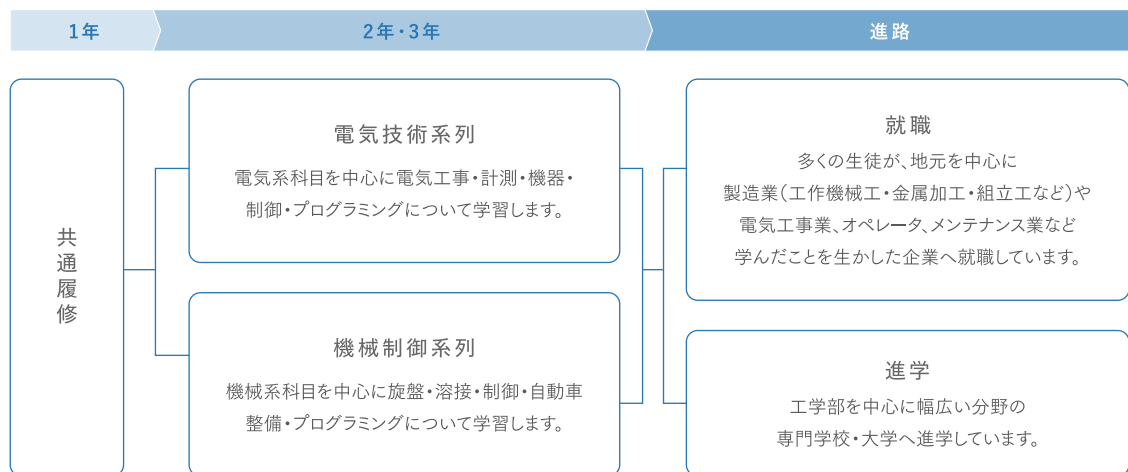 1年
2年・3年
進路
共通履修
電気技術系列
電気系科目を中心に電気工事・計測・機器・
制御・プログラミングについて学習します。
機械制御系列
機械系科目を中心に旋盤・溶接・制御・自動車
整備・プログラミングについて学習します。
就職
多くの生徒が、地元を中心に
製造業(工作機械工・金属加工・組立工など)や
電気工事業、オペレータ、メンテナンス業など
学んだことを生かした企業へ就職しています。
進学
工学部を中心に幅広い分野の
専門学校・大学へ進学しています。